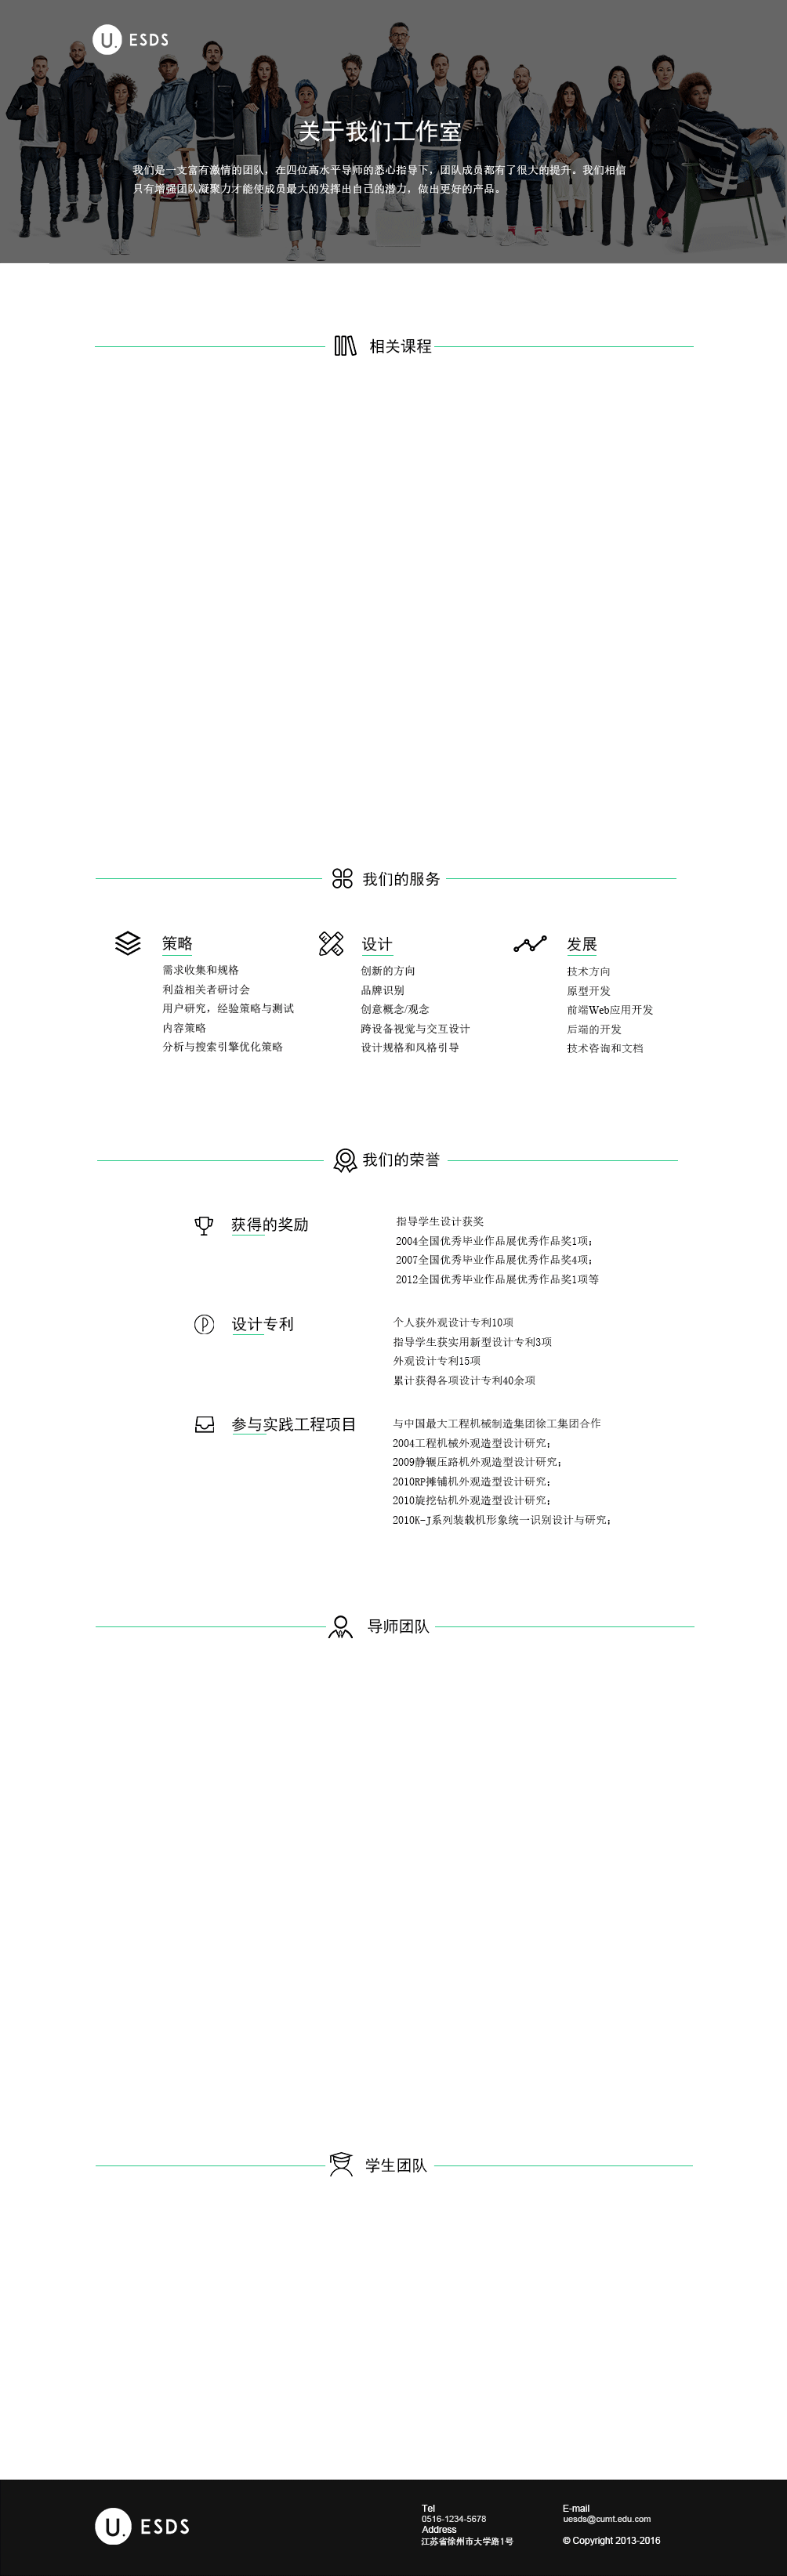 U. ESDS
关于我们工作室
我们是一支富有激情的团队，在四位高水平导师的悉心指导下，团队成员都有了很大的提升。我们相信
只有增强团队凝聚力才能使成员最大的发挥出自己的潜力，做出更好的产品。
相关课程
我们的服务
策略
需求收集和规格
利益相关者研讨会
用户研究，经验策略与测试
内容策略
分析与搜索引擎优化策略
设计
创新的方向
品牌识别
创意概念/观念
跨设备视觉与交互设计
设计规格和风格引导
发展
技术方向
原型开发
前端Web应用开发
后端的开发
技术咨询和文档
我们的荣誉
获得的奖励
指导学生设计获奖
2004全国优秀毕业作品展优秀作品奖1项；
2007全国优秀毕业作品展优秀作品奖4项；
2012全国优秀毕业作品展优秀作品奖1项等
设计专利
个人获外观设计专利10项
指导学生获实用新型设计专利3项
外观设计专利15项
累计获得各项设计专利40余项
参与实践工程项目
与中国最大工程机械制造集团徐工集团合作
2004工程机械外观造型设计研究；
2009静辗压路机外观造型设计研究；
2010RP摊铺机外观造型设计研究；
2010旋挖钻机外观造型设计研究；
2010K-J系列装载机形象统一识别设计与研究；
导师团队
学生团队
U. ESDS
Tel
0516-1234-5678
Address
江苏省徐州市大学路1号
E-mail
uesds@cumt.edu.com
© Copyright 2013-2016